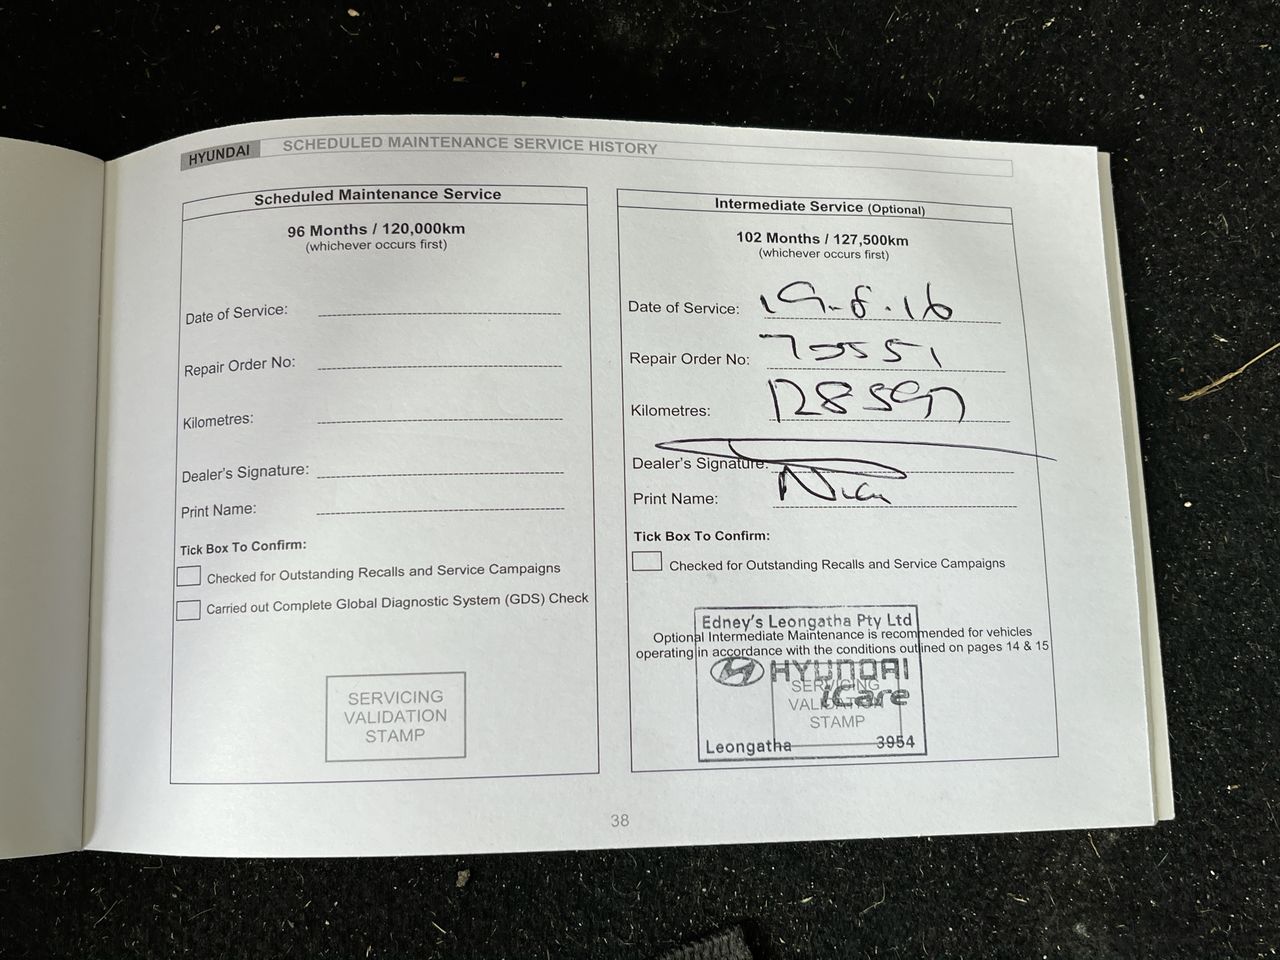 HYUNDAI SCHEDULED MAINTENANCE SERVICE HISTORY
Scheduled Maintenance Service
96 Months / 120,000km
(whichever occurs first)
Date of Service:
Repair Order No:
Kilometres:
Dealer's Signature:
Print Name:
Tick Box To Confirm:
Checked for Outstanding Recalls and Service Campaigns
Carried out Complete Global Diagnostic System (GDS) Check
SERVICING
VALIDATION
STAMP
Intermediate Service (Optional)
102 Months / 127,500km
(whichever occurs first)
Date of Service: 19-8.16
Repair Order No: 70551
Kilometres: 128597
Dealer's Signature:
Print Name: Nick
Tick Box To Confirm:
Checked for Outstanding Recalls and Service Campaigns
Edney's Leongatha Pty Ltd
Optional Intermediate Maintenance is recommended for vehicles
operating in accordance with the conditions outlined on pages 14 & 15
HYUNDAI
iCare
SERVICING
VALIDATION
STAMP
Leongatha 3954
38